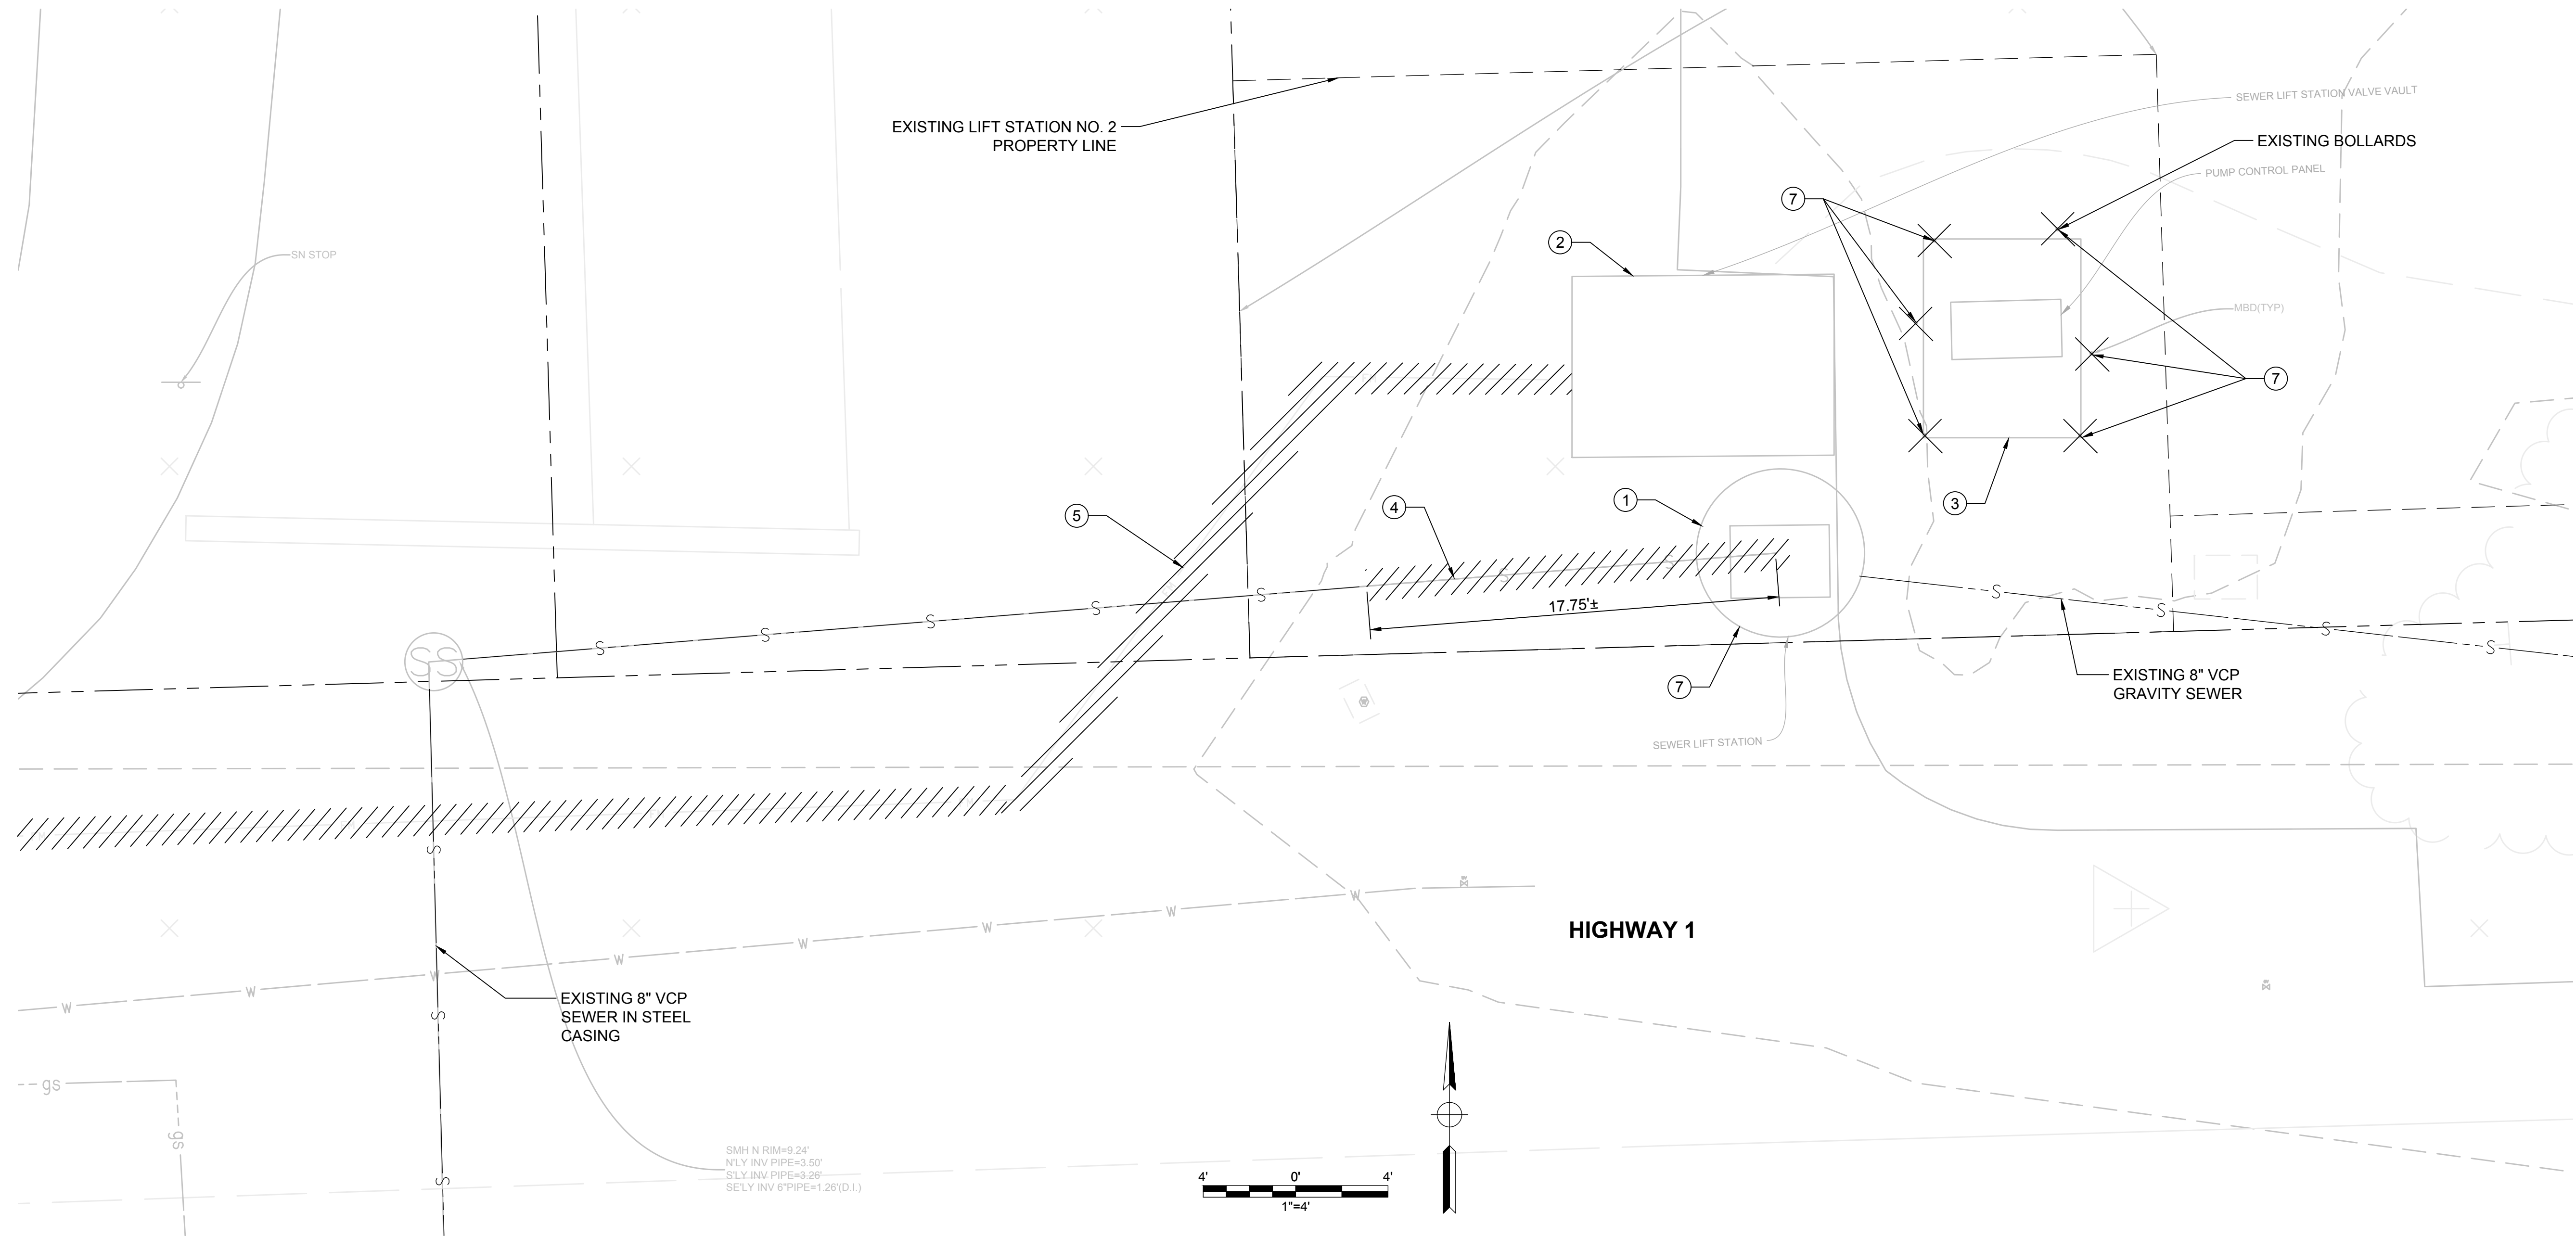 SEWER LIFT STATION VALVE VAULT
EXISTING LIFT STATION NO. 2
PROPERTY LINE
EXISTING BOLLARDS
PUMP CONTROL PANEL
7
2
SN STOP
MBD(TYP)
7
5
4
1
3
S
S
17.75'±
S
S
S
S
S
S
S
S
S
SS
EXISTING 8" VCP
GRAVITY SEWER
7
SEWER LIFT STATION
S
W
W
W
W
W
W
W
W
HIGHWAY 1
EXISTING 8" VCP
SEWER IN STEEL
CASING
S
gs
gs
SMH N RIM=9.24'
N'LY INV PIPE=3.50'
S'LY INV PIPE=3.26'
SE'LY INV 6"PIPE=1.26'(D.I.)
S
4' 0' 4'
1"=4'